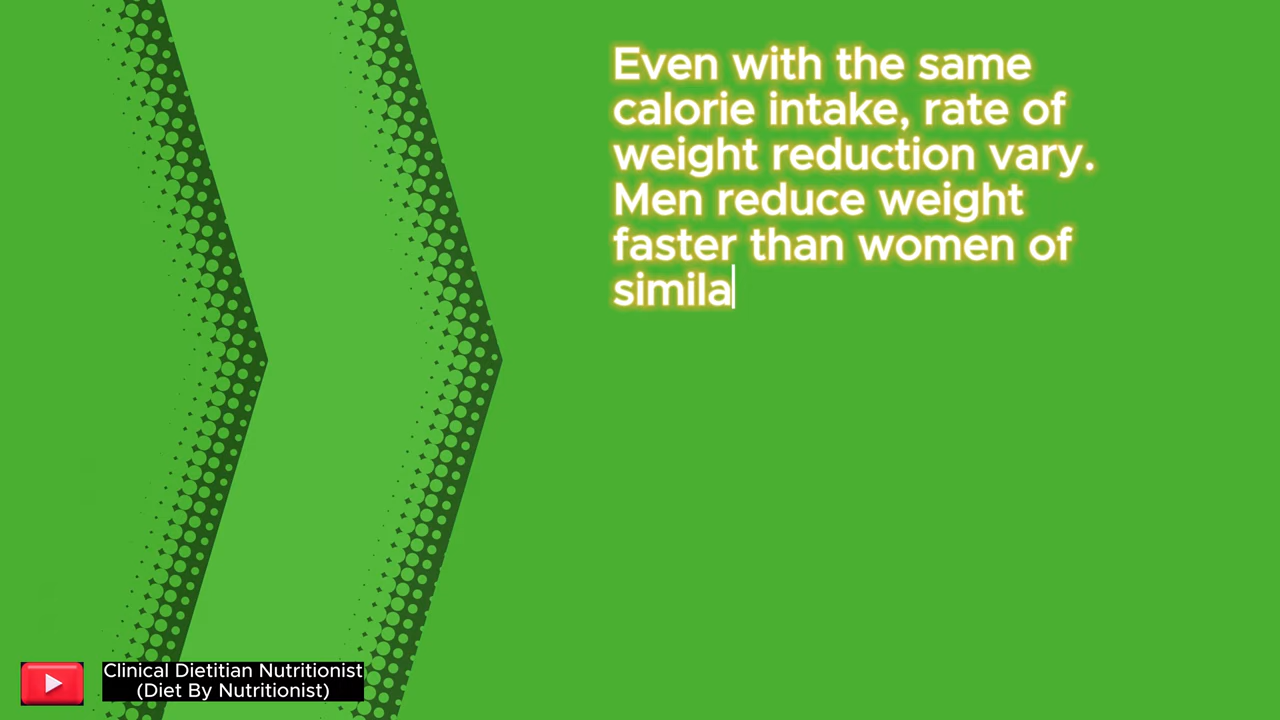 Even with the same
calorie intake, rate of
weight reduction vary.
Men reduce weight
faster than women of
simila
Clinical Dietitian Nutritionist
(Diet By Nutritionist)